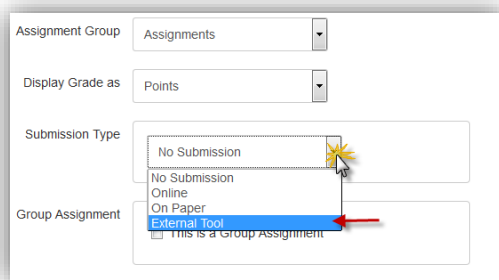 Assignment Group
Assignments
Display Grade as
Points
Submission Type
No Submission
No Submission
Online
On Paper
External Tool
Group Assignment
This is a Group Assignment